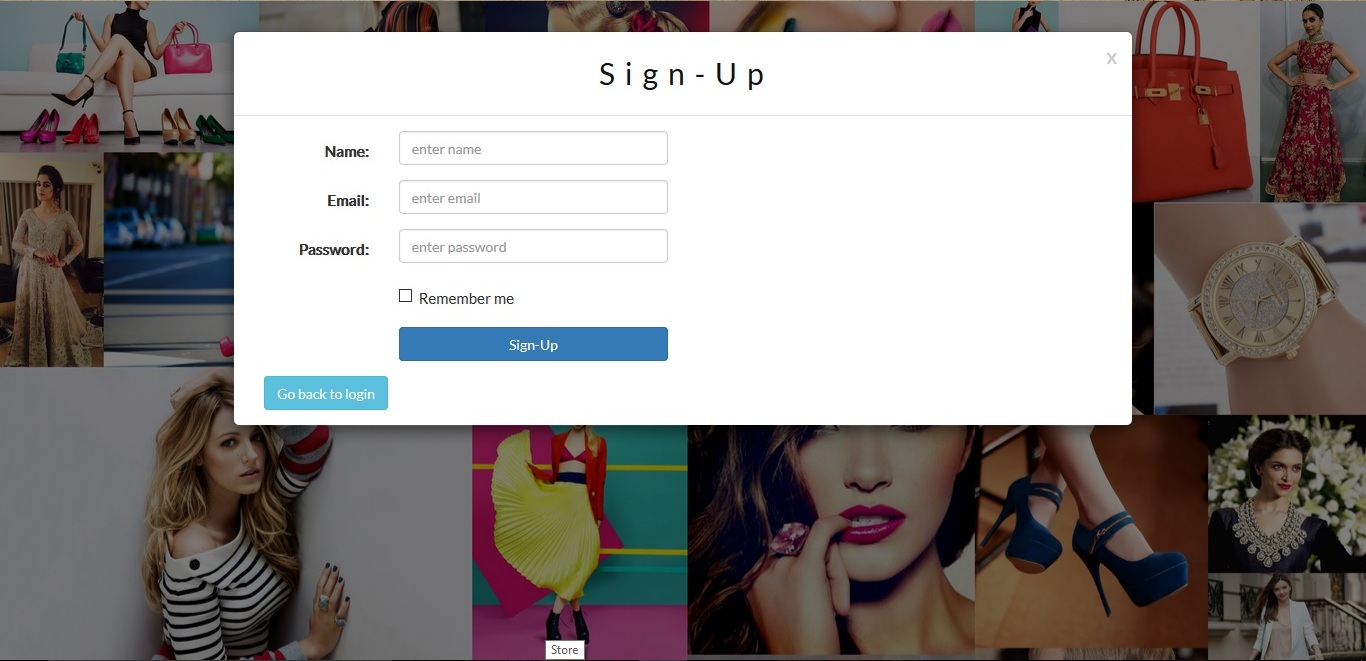 Sign-Up
x
Name:
enter name
Email:
enter email
Password:
enter password
Remember me
Sign-Up
Go back to login
Store